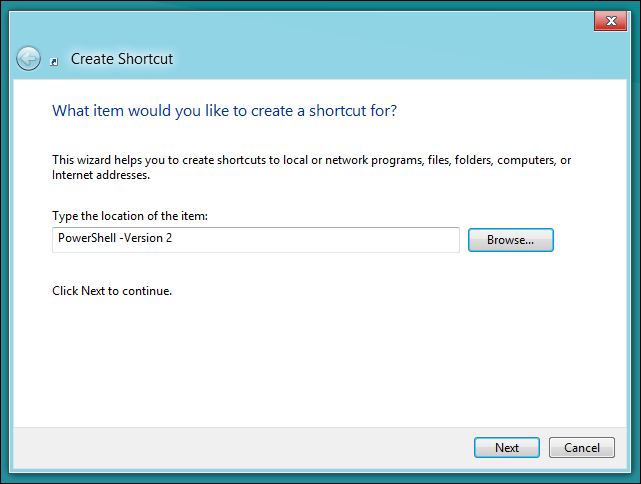 Create Shortcut
What item would you like to create a shortcut for?
This wizard helps you to create shortcuts to local or network programs, files, folders, computers, or
Internet addresses.
Type the location of the item:
PowerShell -Version 2
Browse...
Click Next to continue.
Next
Cancel